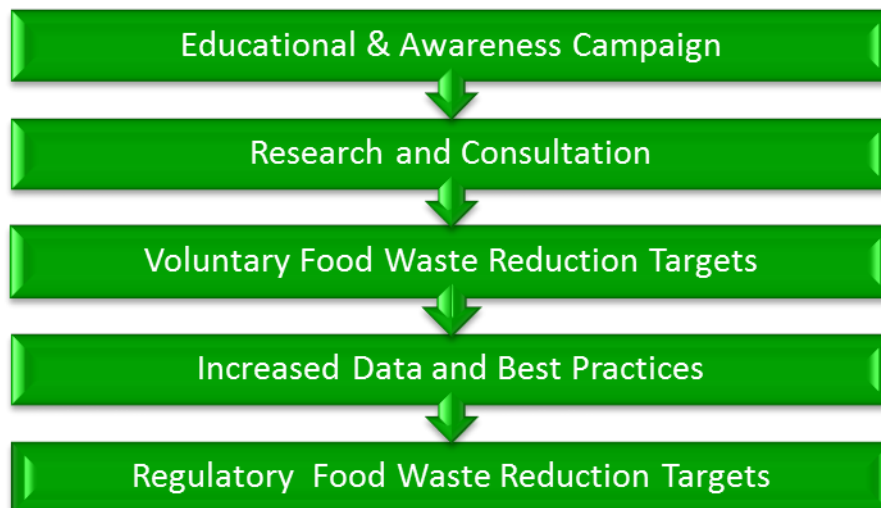 Educational & Awareness Campaign
Research and Consultation
Voluntary Food Waste Reduction Targets
Increased Data and Best Practices
Regulatory Food Waste Reduction Targets